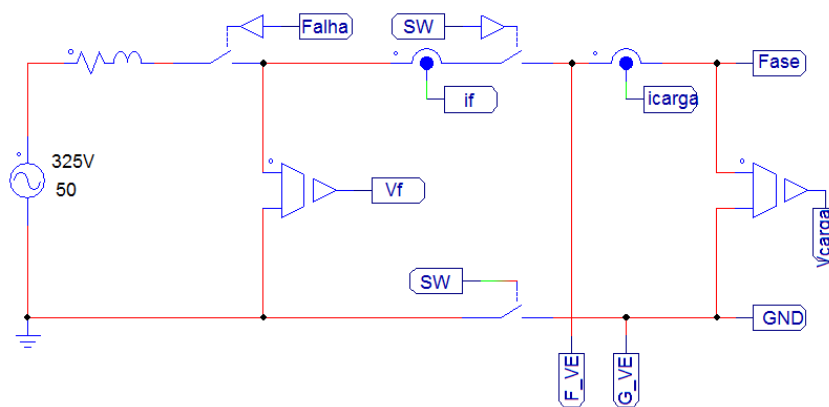 Falha
SW
Fase
if
icarga
325V
50
Vf
Vcarga
SW
GND
F_VE
G_VE